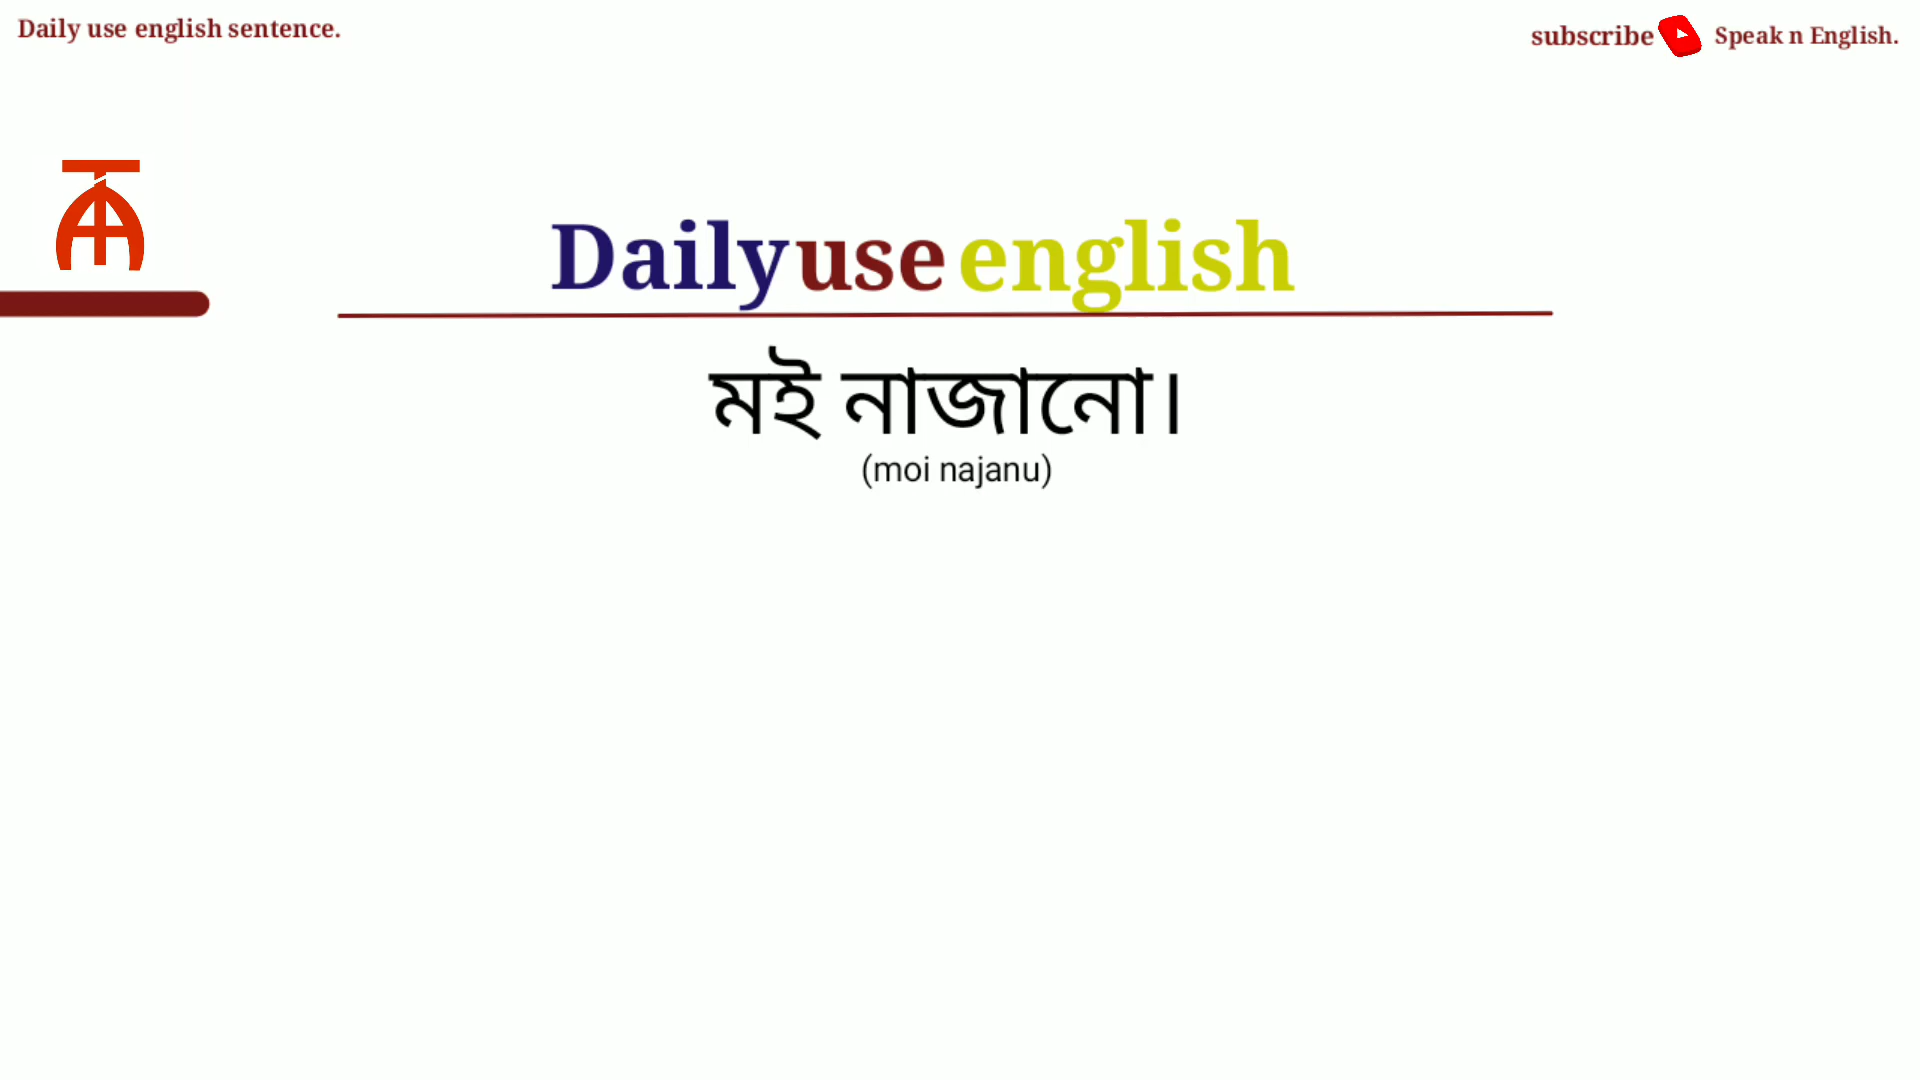 Daily use english sentence.
subscribe Speak n English.
Daily use english
মই নাজানো।
(moi najanu)